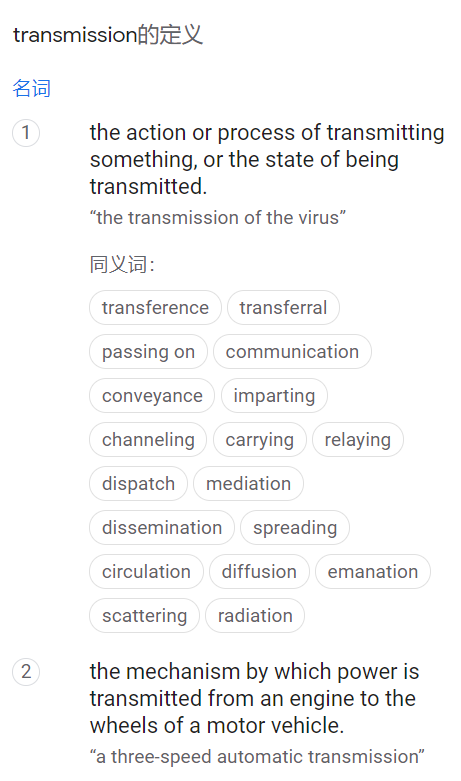 transmission的定义
名词
1
the action or process of transmitting
something, or the state of being
transmitted.
“the transmission of the virus”
同义词：
transference transferral
passing on communication
conveyance imparting
channeling carrying relaying
dispatch mediation
dissemination spreading
circulation diffusion emanation
scattering radiation
2
the mechanism by which power is
transmitted from an engine to the
wheels of a motor vehicle.
“a three-speed automatic transmission”